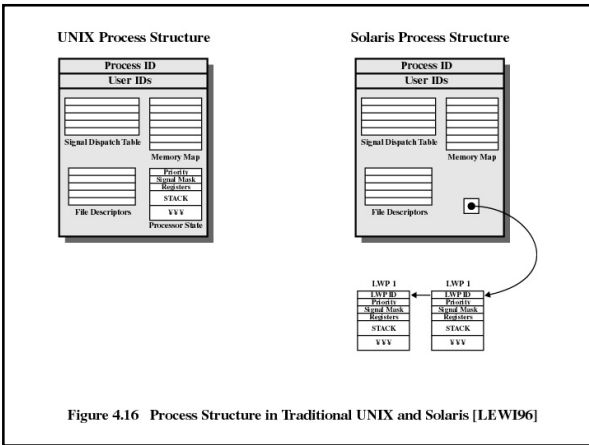 UNIX Process Structure
Process ID
User IDs
Signal Dispatch Table
Memory Map
Priority
Signal Mask
Registers
STACK
¥¥¥
File Descriptors
Processor State
Solaris Process Structure
Process ID
User IDs
Signal Dispatch Table
Memory Map
File Descriptors
LWP 1
LWP ID
Priority
Signal Mask
Registers
STACK
¥¥¥
LWP 1
LWP ID
Priority
Signal Mask
Registers
STACK
¥¥¥
Figure 4.16 Process Structure in Traditional UNIX and Solaris [LEWI96]